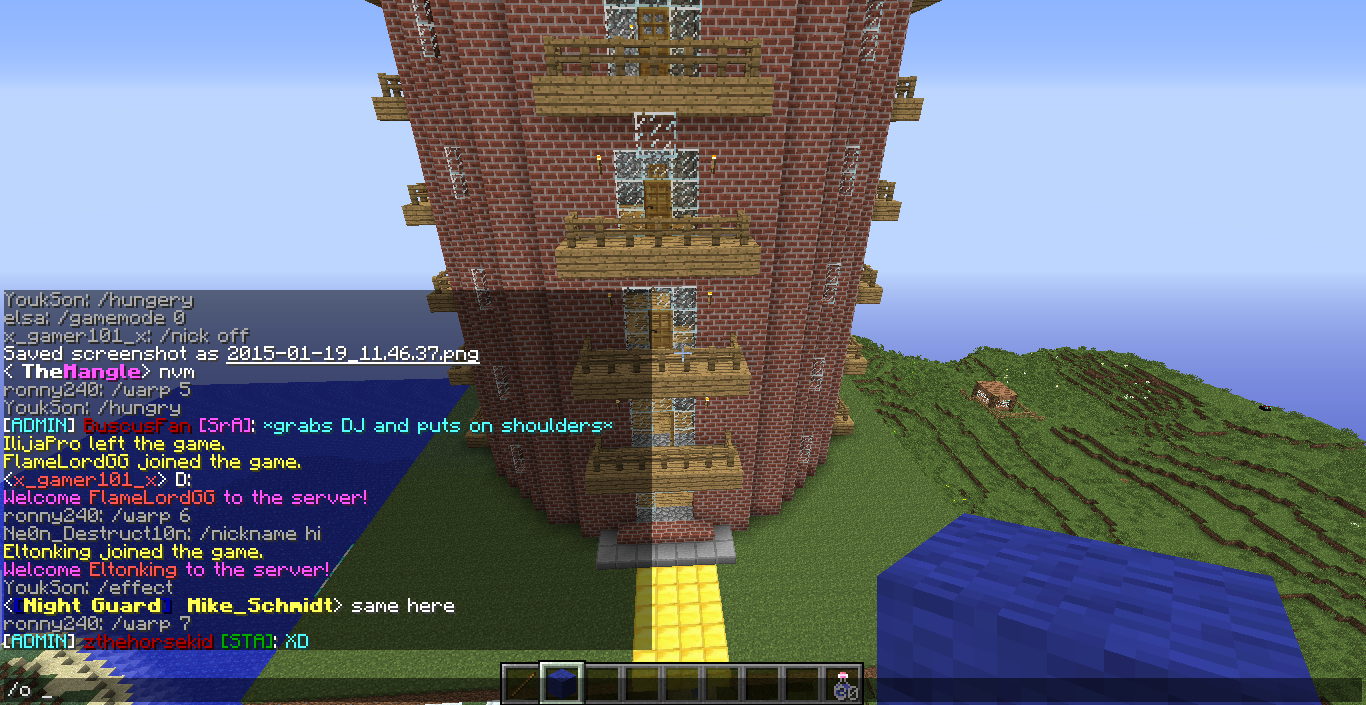 YoukSon: /hungery
elsa: /gamemode 0
x_gamer101_x: /nick off
Saved screenshot as 2015-01-19_11.46.37.png
< TheMangle> nvm
ronny240: /warp 5
YoukSon: /hungry
[ADMIN] BuscusFan [SrA]: *grabs DJ and puts on shoulders*
IlijaPro left the game.
FlameLordGG joined the game.
<x_gamer101_x> D:
Welcome FlameLordGG to the server!
ronny240: /warp 6
Ne0n_Destruct10n: /nickname hi
Eltonking joined the game.
Welcome Eltonking to the server!
YoukSon: /effect
<[Night Guard] Mike_Schmidt> same here
ronny240: /warp 7
[ADMIN] zthehorsekid [STA]: XD
/o _